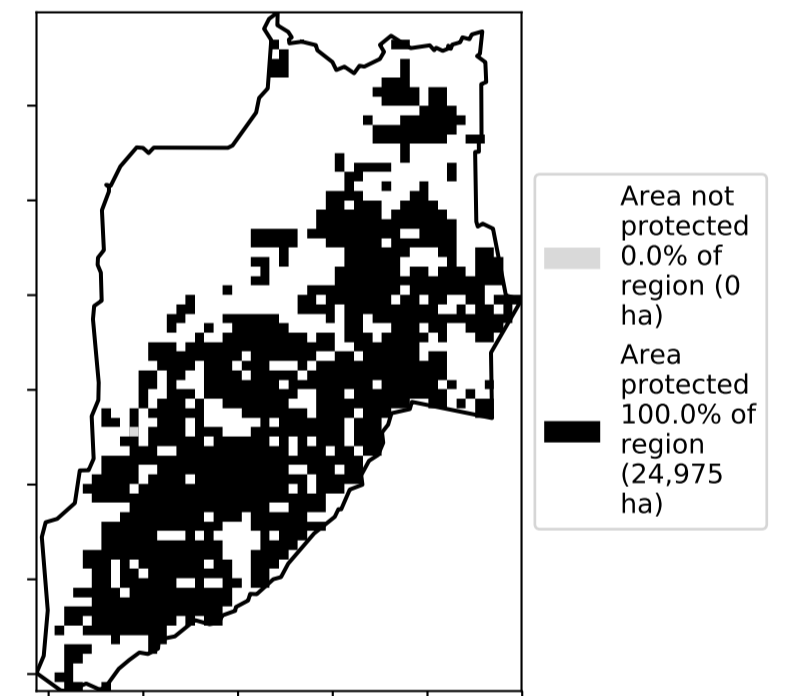 Area not
protected
0.0% of
region (0
ha)
Area
protected
100.0% of
region
(24,975
ha)